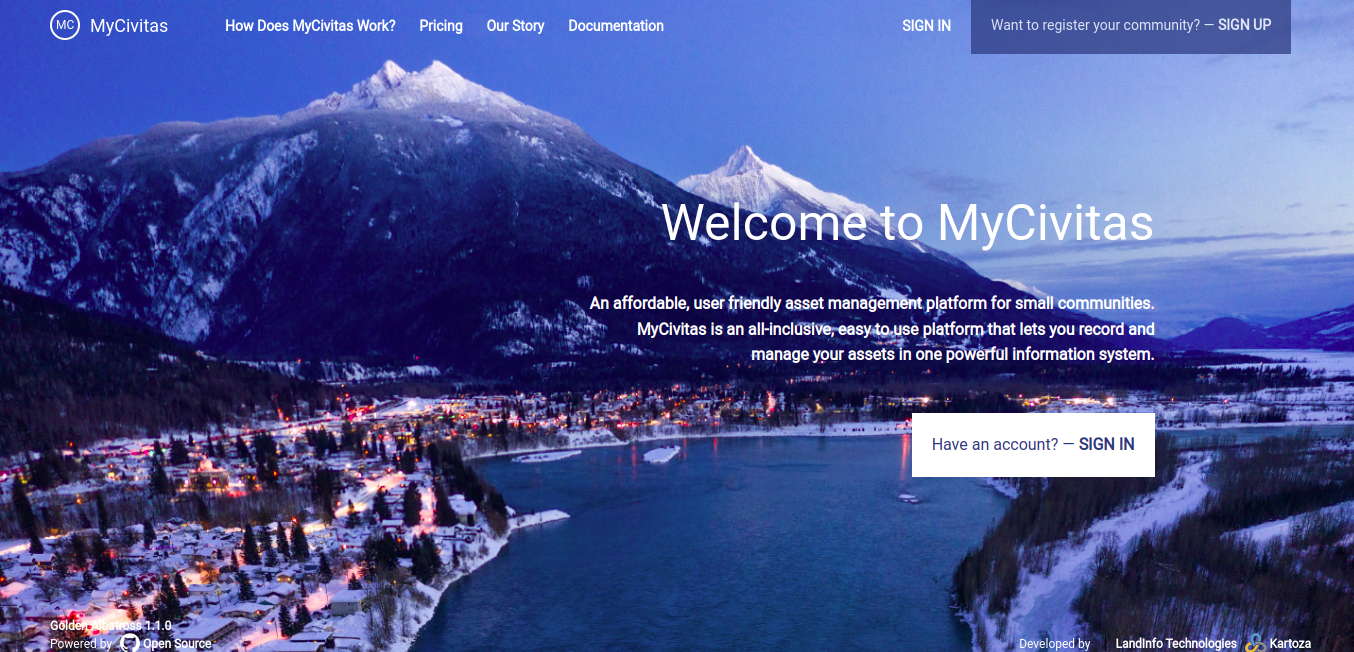 MC MyCivitas How Does MyCivitas Work? Pricing Our Story Documentation SIGN IN Want to register your community? — SIGN UP
Welcome to MyCivitas
An affordable, user friendly asset management platform for small communities.
MyCivitas is an all-inclusive, easy to use platform that lets you record and
manage your assets in one powerful information system.
Have an account? — SIGN IN
Golden Albatross 1.1.0
Powered by Open Source Developed by LandInfo Technologies Kartoza